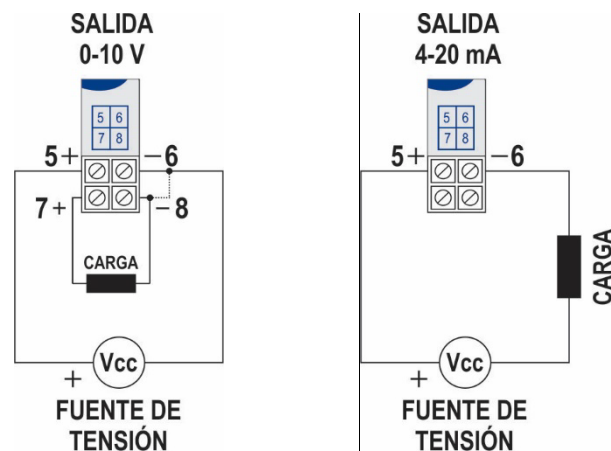 SALIDA
0-10 V
5 6
7 8
5+
−6
7+
−8
CARGA
Vcc
+
FUENTE DE
TENSIÓN
SALIDA
4-20 mA
5 6
7 8
5+
−6
CARGA
Vcc
+
FUENTE DE
TENSIÓN